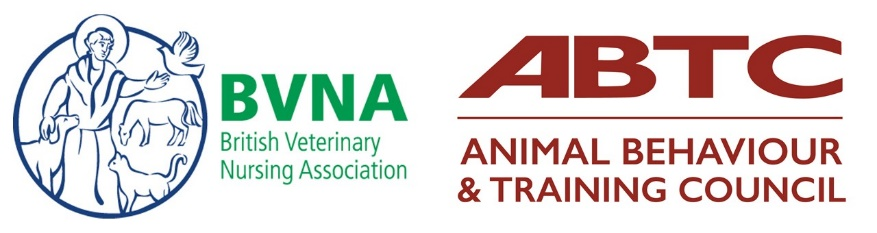 BVNA
British Veterinary
Nursing Association
ABTC
ANIMAL BEHAVIOUR
& TRAINING COUNCIL